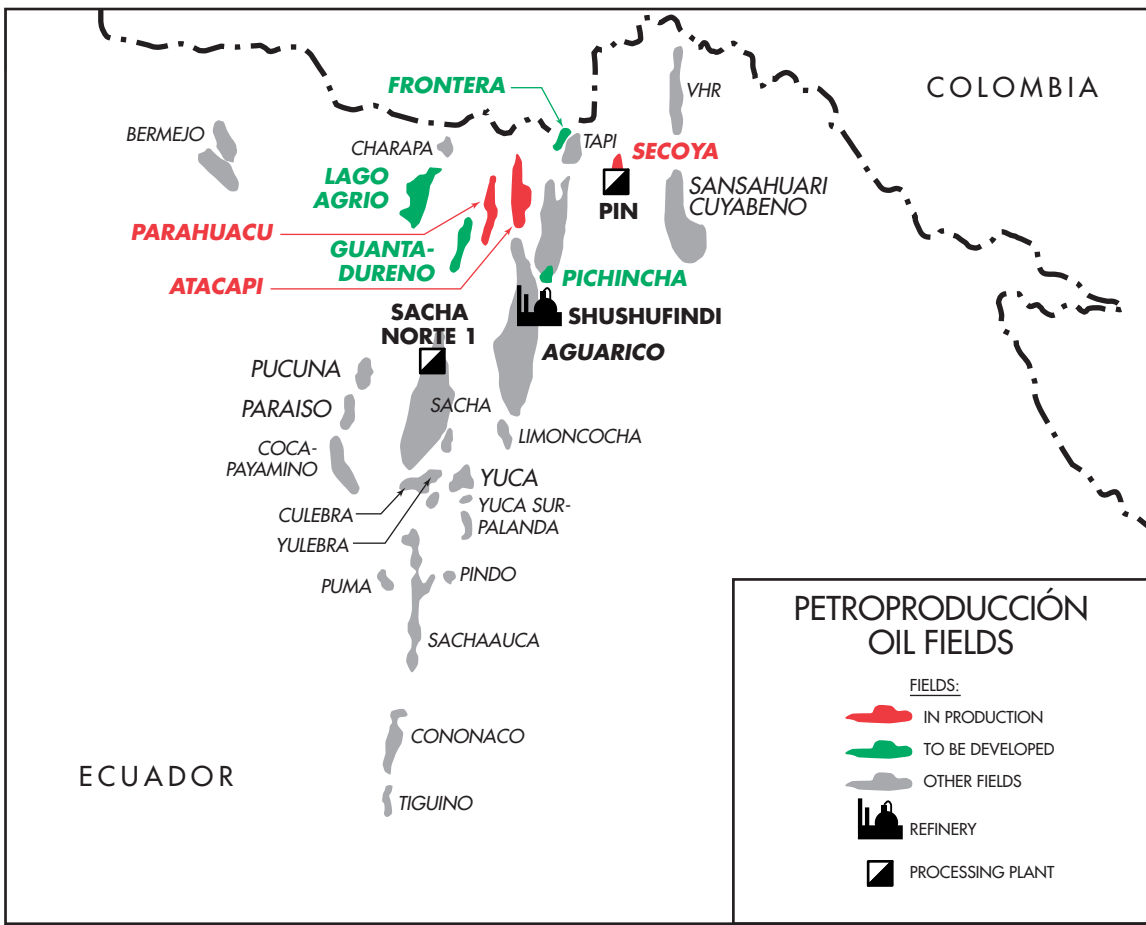 COLOMBIA
FRONTERA
VHR
BERMEJO
CHARAPA
TAPI
SECOYA
LAGO
AGRIO
SANSAHUARI
CUYABENO
PIN
PARAHUACU
GUANTA-
DURENO
ATACAPI
PICHINCHA
SACHA
NORTE 1
SHUSHUFINDI
AGUARICO
PUCUNA
PARAISO
SACHA
LIMONCOCHA
COCA-
PAYAMINO
YUCA
CULEBRA
YUCA SUR-
PALANDA
YULEBRA
PUMA
PINDO
SACHAAUCA
CONONACO
TIGUINO
ECUADOR
PETROPRODUCCIÓN
OIL FIELDS
FIELDS:
IN PRODUCTION
TO BE DEVELOPED
OTHER FIELDS
REFINERY
PROCESSING PLANT